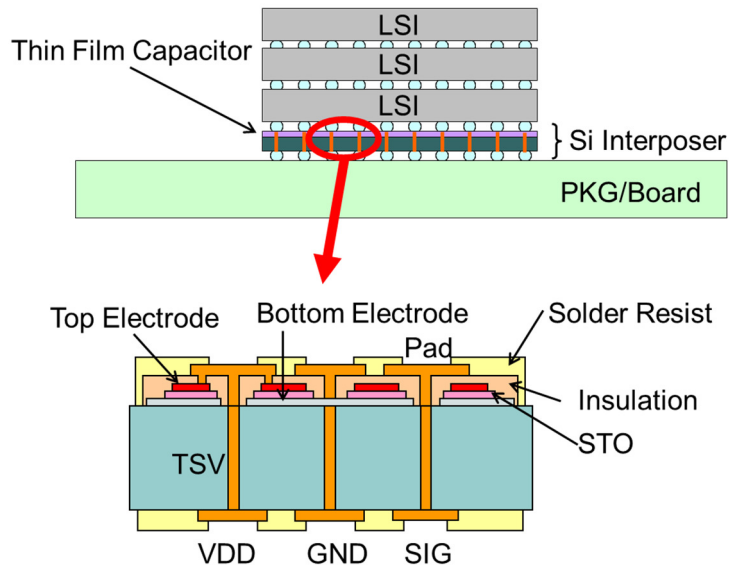 LSI
Thin Film Capacitor
LSI
LSI
Si Interposer
PKG/Board
Top Electrode
Bottom Electrode
Solder Resist
Pad
Insulation
STO
TSV
VDD
GND
SIG